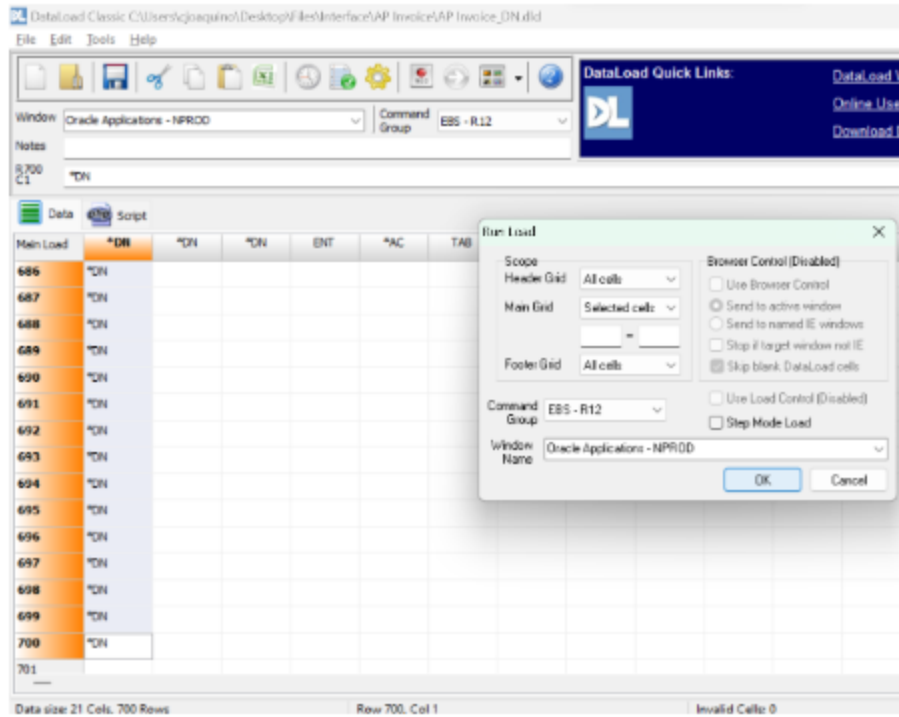 DataLoad Classic C:\Users\cjoaquino\Desktop\Files\Interface\AP Invoice\AP Invoice_DN.dld
File Edit Tools Help
DataLoad Quick Links:
DataLoad
Online Use
Download
Window Oracle Applications - NPROD Command Group EBS - R12
Notes
R700 C1 *DN
Data Script
Main Load *DN *DN *DN ENT *AC TAB
686 *DN
687 *DN
688 *DN
689 *DN
690 *DN
691 *DN
692 *DN
693 *DN
694 *DN
695 *DN
696 *DN
697 *DN
698 *DN
699 *DN
700 *DN
701
Run Load
Scope
Header Grid All cells
Main Grid Selected cells
-
Footer Grid All cells
Browser Control (Disabled)
Use Browser Control
Send to active window
Send to named IE windows
Stop if target window not IE
Skip blank DataLoad cells
Command Group EBS - R12
Use Load Control (Disabled)
Step Mode Load
Window Name Oracle Applications - NPROD
OK Cancel
Data size: 21 Cols, 700 Rows Row 700, Col 1 Invalid Cells: 0